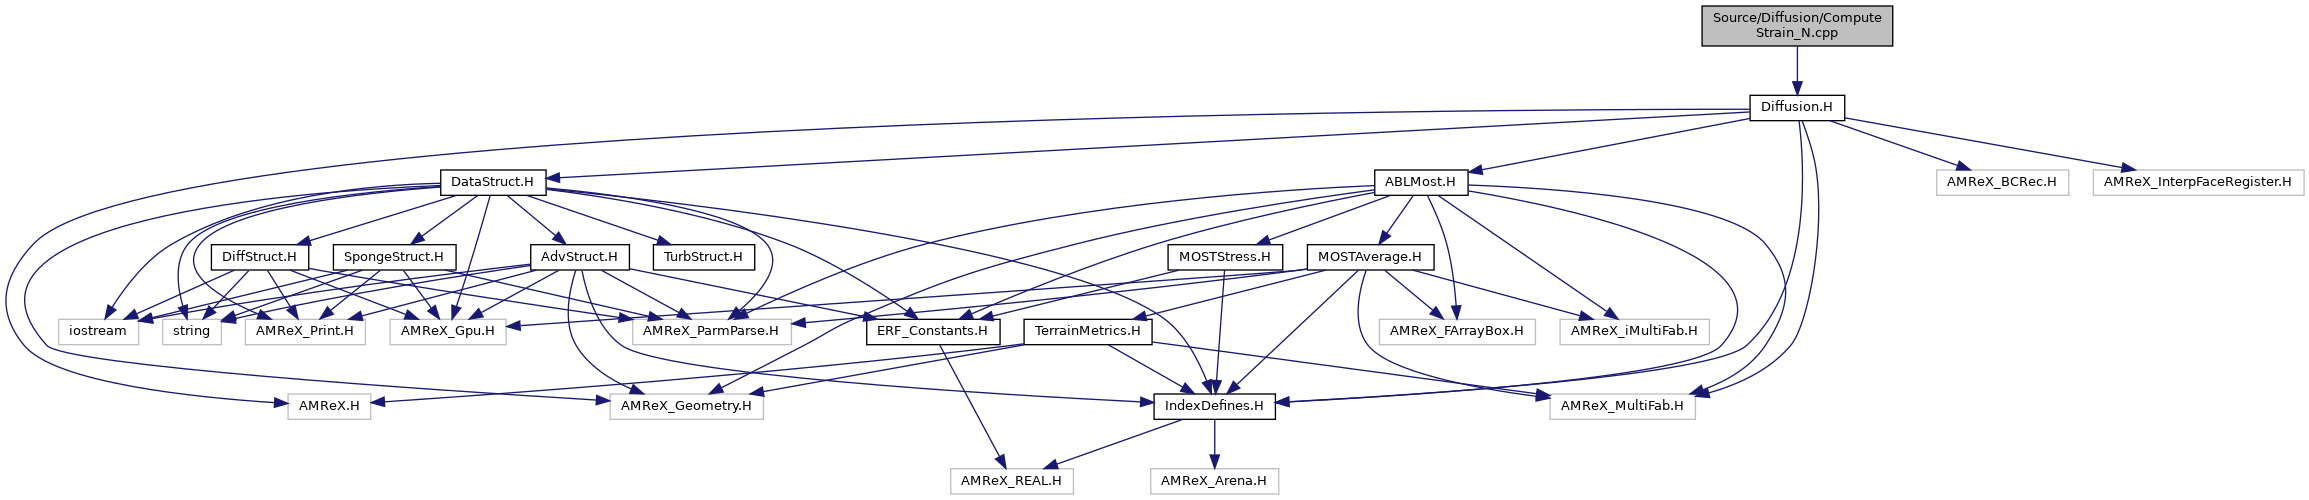 Source/Diffusion/Compute
Strain_N.cpp
Diffusion.H
DataStruct.H
ABLMost.H
AMReX_BCRec.H
AMReX_InterpFaceRegister.H
DiffStruct.H
SpongeStruct.H
AdvStruct.H
TurbStruct.H
MOSTStress.H
MOSTAverage.H
iostream
string
AMReX_Print.H
AMReX_Gpu.H
AMReX_ParmParse.H
ERF_Constants.H
TerrainMetrics.H
AMReX_FArrayBox.H
AMReX_iMultiFab.H
AMReX.H
AMReX_Geometry.H
IndexDefines.H
AMReX_MultiFab.H
AMReX_REAL.H
AMReX_Arena.H